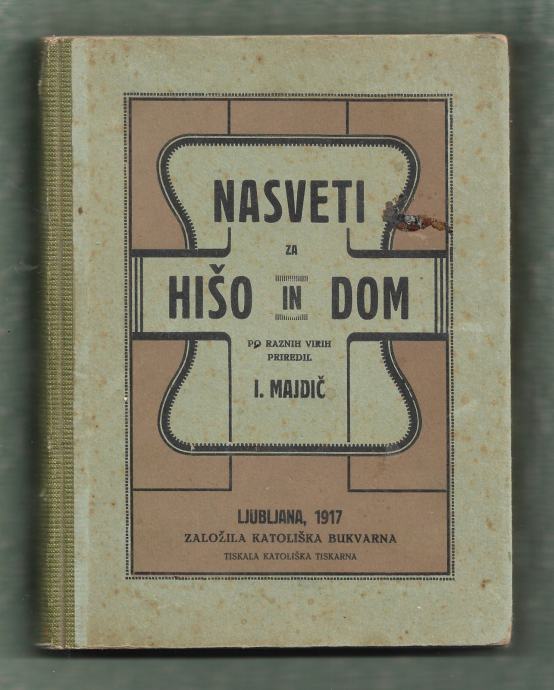 NASVETI
ZA
HIŠO IN DOM
PO RAZNIH VIRIH
PRIREDIL
I. MAJDIČ
LJUBLJANA, 1917
ZALOŽILA KATOLIŠKA BUKVARNA
TISKALA KATOLIŠKA TISKARNA